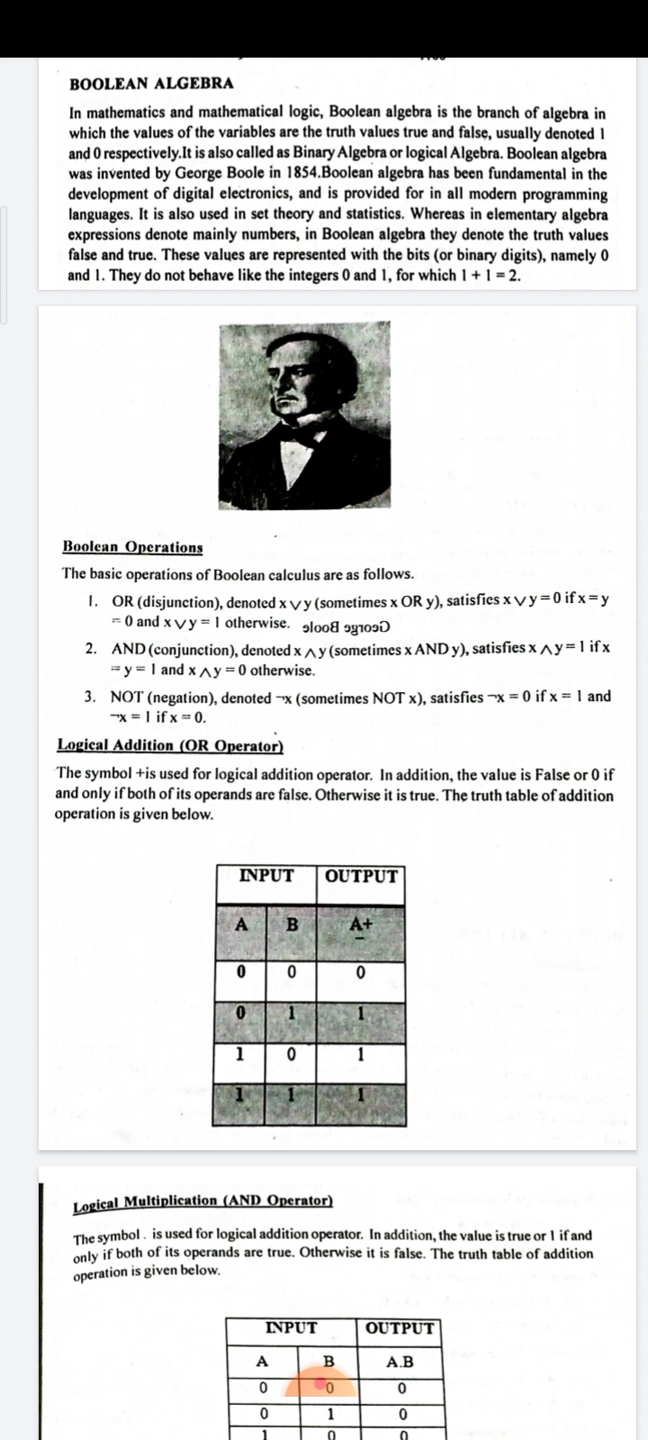 BOOLEAN ALGEBRA
In mathematics and mathematical logic, Boolean algebra is the branch of algebra in
which the values of the variables are the truth values true and false, usually denoted 1
and 0 respectively.It is also called as Binary Algebra or logical Algebra. Boolean algebra
was invented by George Boole in 1854.Boolean algebra has been fundamental in the
development of digital electronics, and is provided for in all modern programming
languages. It is also used in set theory and statistics. Whereas in elementary algebra
expressions denote mainly numbers, in Boolean algebra they denote the truth values
false and true. These values are represented with the bits (or binary digits), namely 0
and 1. They do not behave like the integers 0 and 1, for which 1 + 1 = 2.
Boolean Operations
The basic operations of Boolean calculus are as follows.
1. OR (disjunction), denoted x ∨ y (sometimes x OR y), satisfies x ∨ y = 0 if x = y
= 0 and x ∨ y = 1 otherwise. George Boole
2. AND (conjunction), denoted x ∧ y (sometimes x AND y), satisfies x ∧ y = 1 if x
= y = 1 and x ∧ y = 0 otherwise.
3. NOT (negation), denoted ¬x (sometimes NOT x), satisfies ¬x = 0 if x = 1 and
¬x = 1 if x = 0.
Logical Addition (OR Operator)
The symbol +is used for logical addition operator. In addition, the value is False or 0 if
and only if both of its operands are false. Otherwise it is true. The truth table of addition
operation is given below.
INPUT OUTPUT
A B A+
0 0 0
0 1 1
1 0 1
1 1 1
Logical Multiplication (AND Operator)
The symbol . is used for logical addition operator. In addition, the value is true or 1 if and
only if both of its operands are true. Otherwise it is false. The truth table of addition
operation is given below.
INPUT OUTPUT
A B A.B
0 0 0
0 1 0
1 0 0